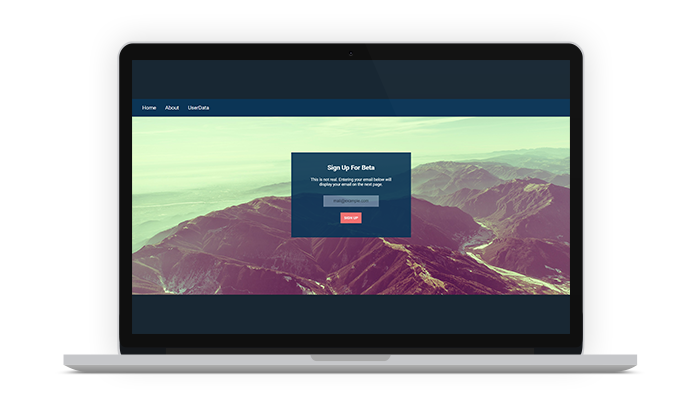 Home About UserData
Sign Up For Beta
This is not real. Entering your email below will
display your email on the next page.
mail@example.com
SIGN UP